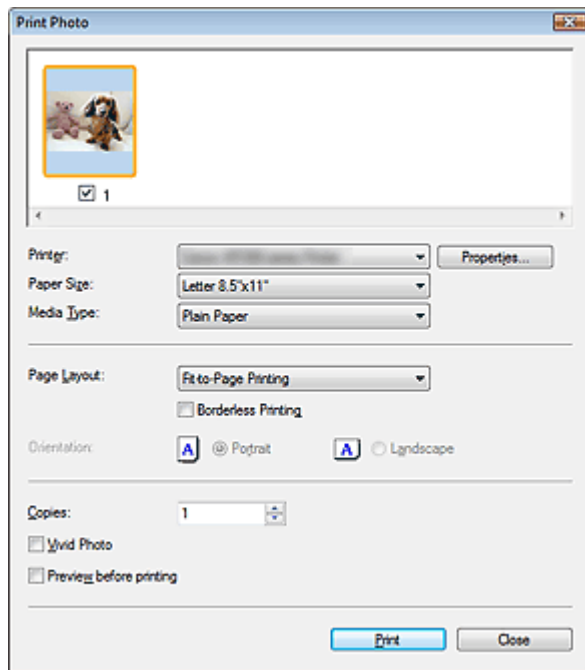 Print Photo
1
Printer:
Properties...
Paper Size: Letter 8.5"x11"
Media Type: Plain Paper
Page Layout: Fit-to-Page Printing
Borderless Printing
Orientation: A Portrait A Landscape
Copies: 1
Vivid Photo
Preview before printing
Print Close